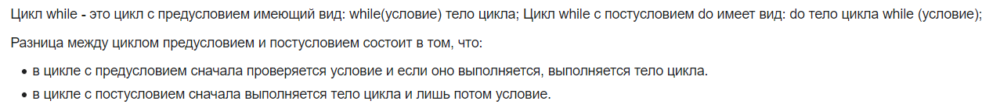 Цикл while - это цикл с предусловием имеющий вид: while(условие) тело цикла; Цикл while с постусловием do имеет вид: do тело цикла while (условие);
Разница между циклом предусловием и постусловием состоит в том, что:
• в цикле с предусловием сначала проверяется условие и если оно выполняется, выполняется тело цикла.
• в цикле с постусловием сначала выполняется тело цикла и лишь потом условие.